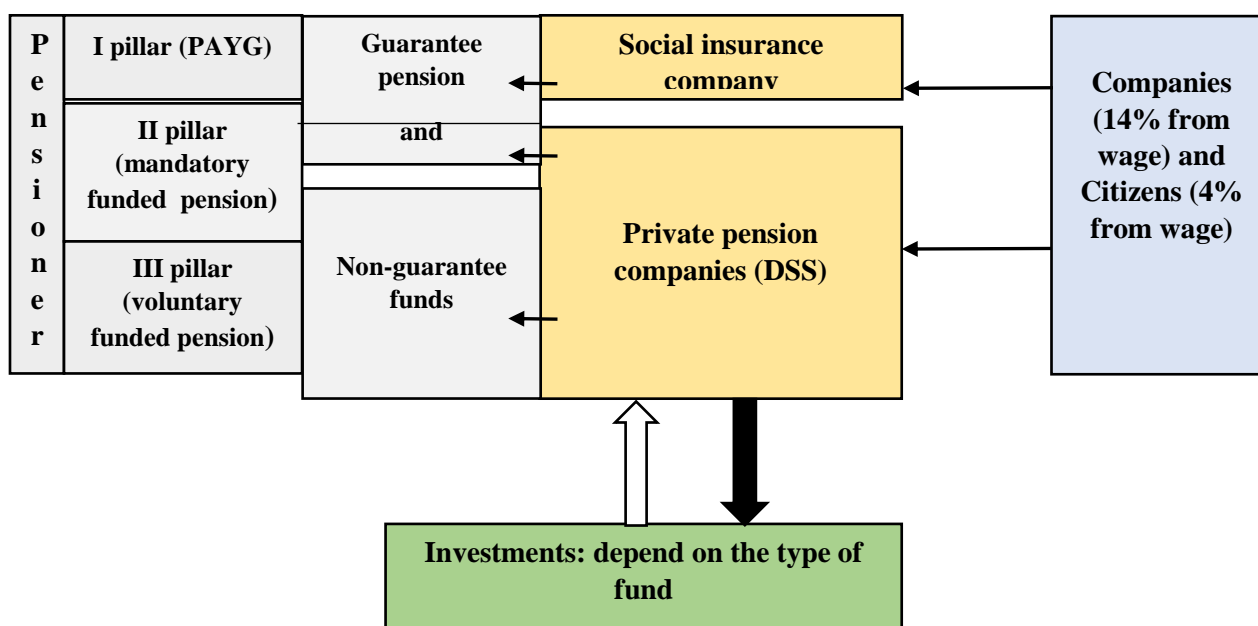 Pensionner
I pillar (PAYG)
II pillar
(mandatory
funded pension)
III pillar
(voluntary
funded pension)
Guarantee
pension
and
Non-guarantee
funds
Social insurance
company
Private pension
companies (DSS)
Companies
(14% from
wage) and
Citizens (4%
from wage)
Investments: depend on the type of
fund